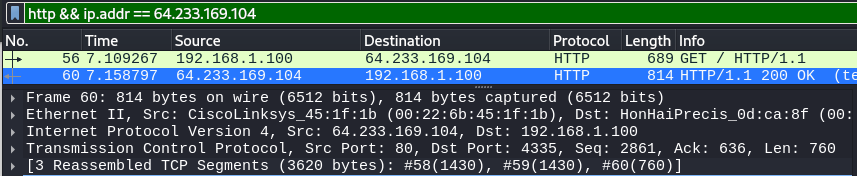 http && ip.addr == 64.233.169.104
No. Time Source Destination Protocol Length Info
56 7.109267 192.168.1.100 64.233.169.104 HTTP 689 GET / HTTP/1.1
60 7.158797 64.233.169.104 192.168.1.100 HTTP 814 HTTP/1.1 200 OK (te
Frame 60: 814 bytes on wire (6512 bits), 814 bytes captured (6512 bits)
Ethernet II, Src: CiscoLinksys_45:1f:1b (00:22:6b:45:1f:1b), Dst: HonHaiPrecis_0d:ca:8f (00:
Internet Protocol Version 4, Src: 64.233.169.104, Dst: 192.168.1.100
Transmission Control Protocol, Src Port: 80, Dst Port: 4335, Seq: 2861, Ack: 636, Len: 760
[3 Reassembled TCP Segments (3620 bytes): #58(1430), #59(1430), #60(760)]